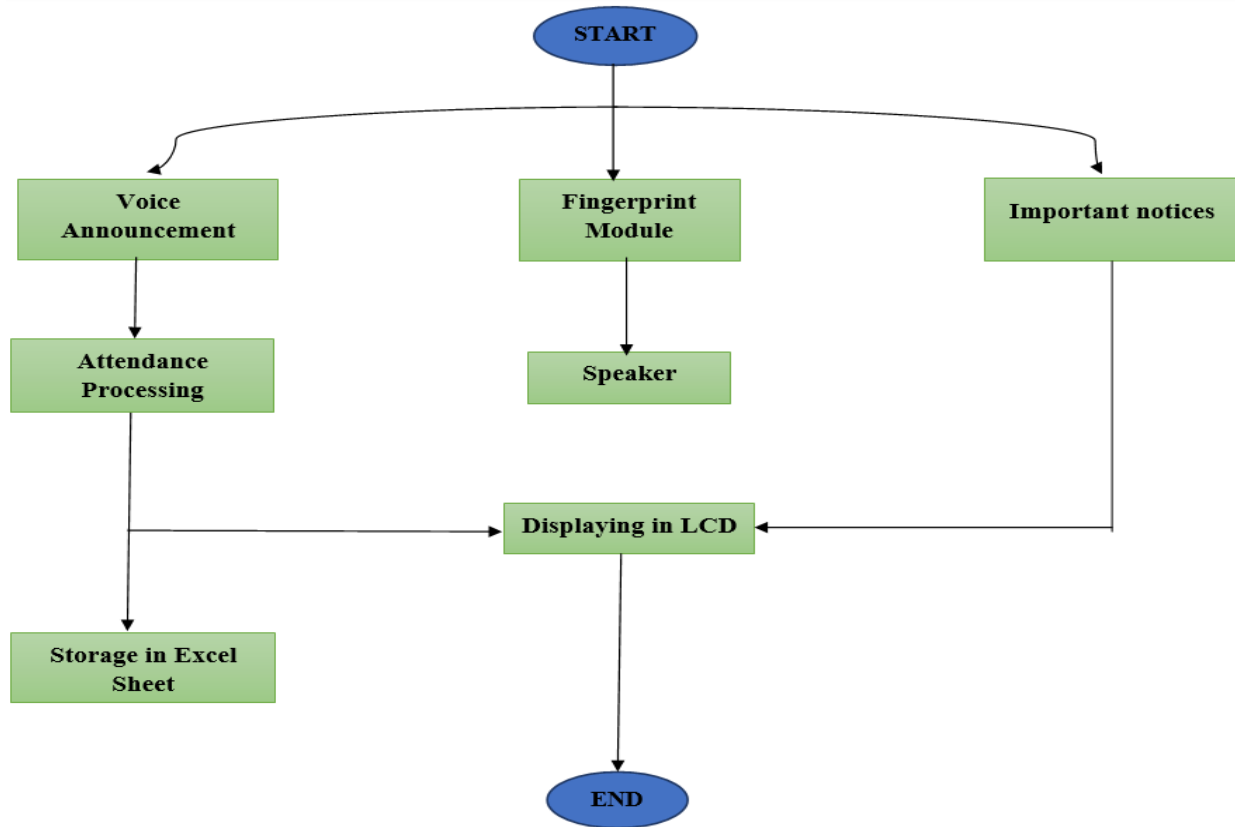 START
Voice
Announcement
Fingerprint
Module
Important notices
Attendance
Processing
Speaker
Displaying in LCD
Storage in Excel
Sheet
END